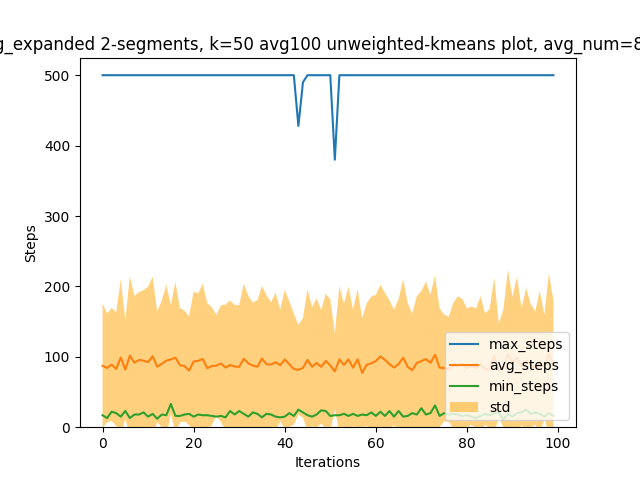 g_expanded 2-segments, k=50 avg100 unweighted-kmeans plot, avg_num=8
500
400
300
200
100
0
Steps
max_steps
avg_steps
min_steps
std
0 20 40 60 80 100
Iterations